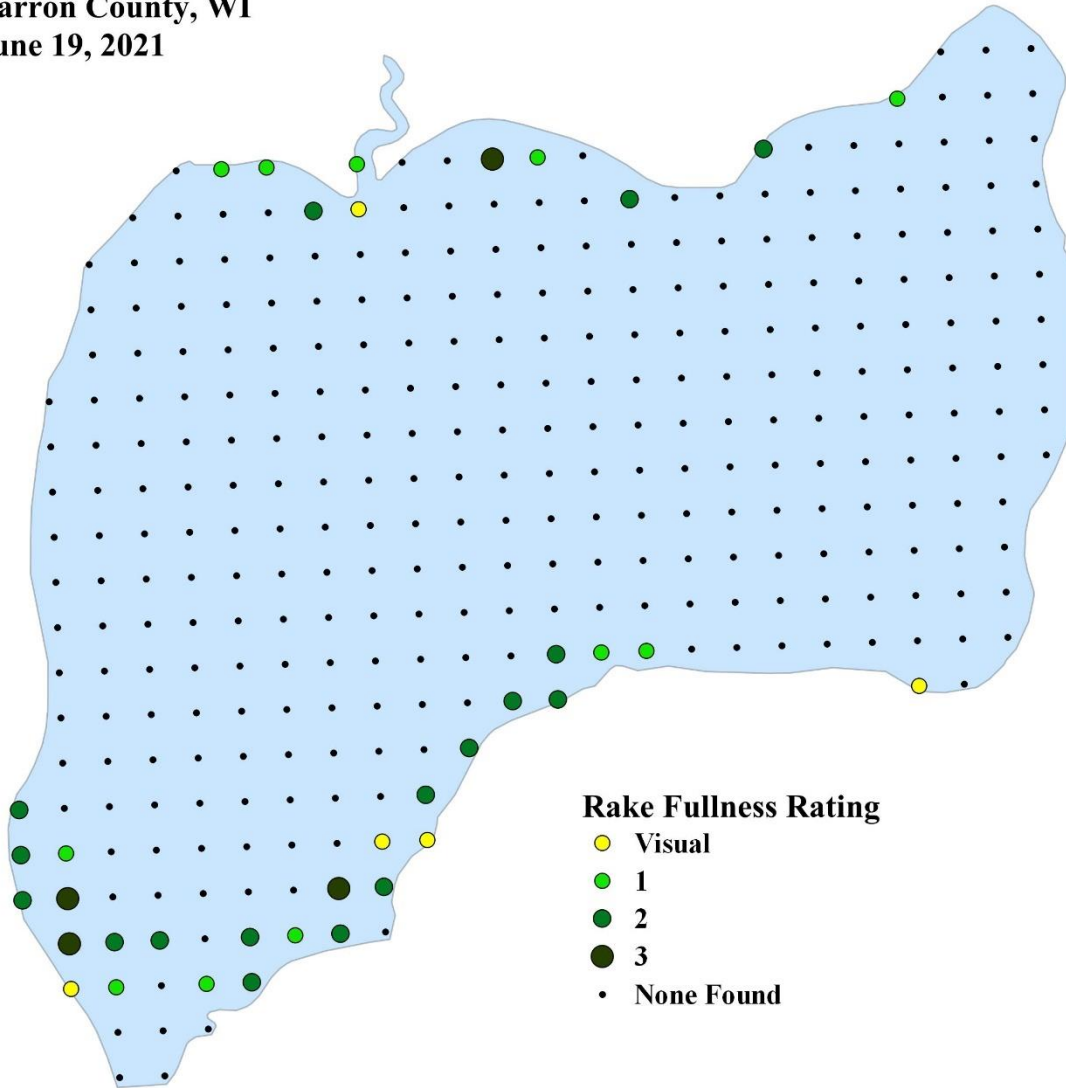 arron County, WI
une 19, 2021
Rake Fullness Rating
Visual
1
2
3
None Found